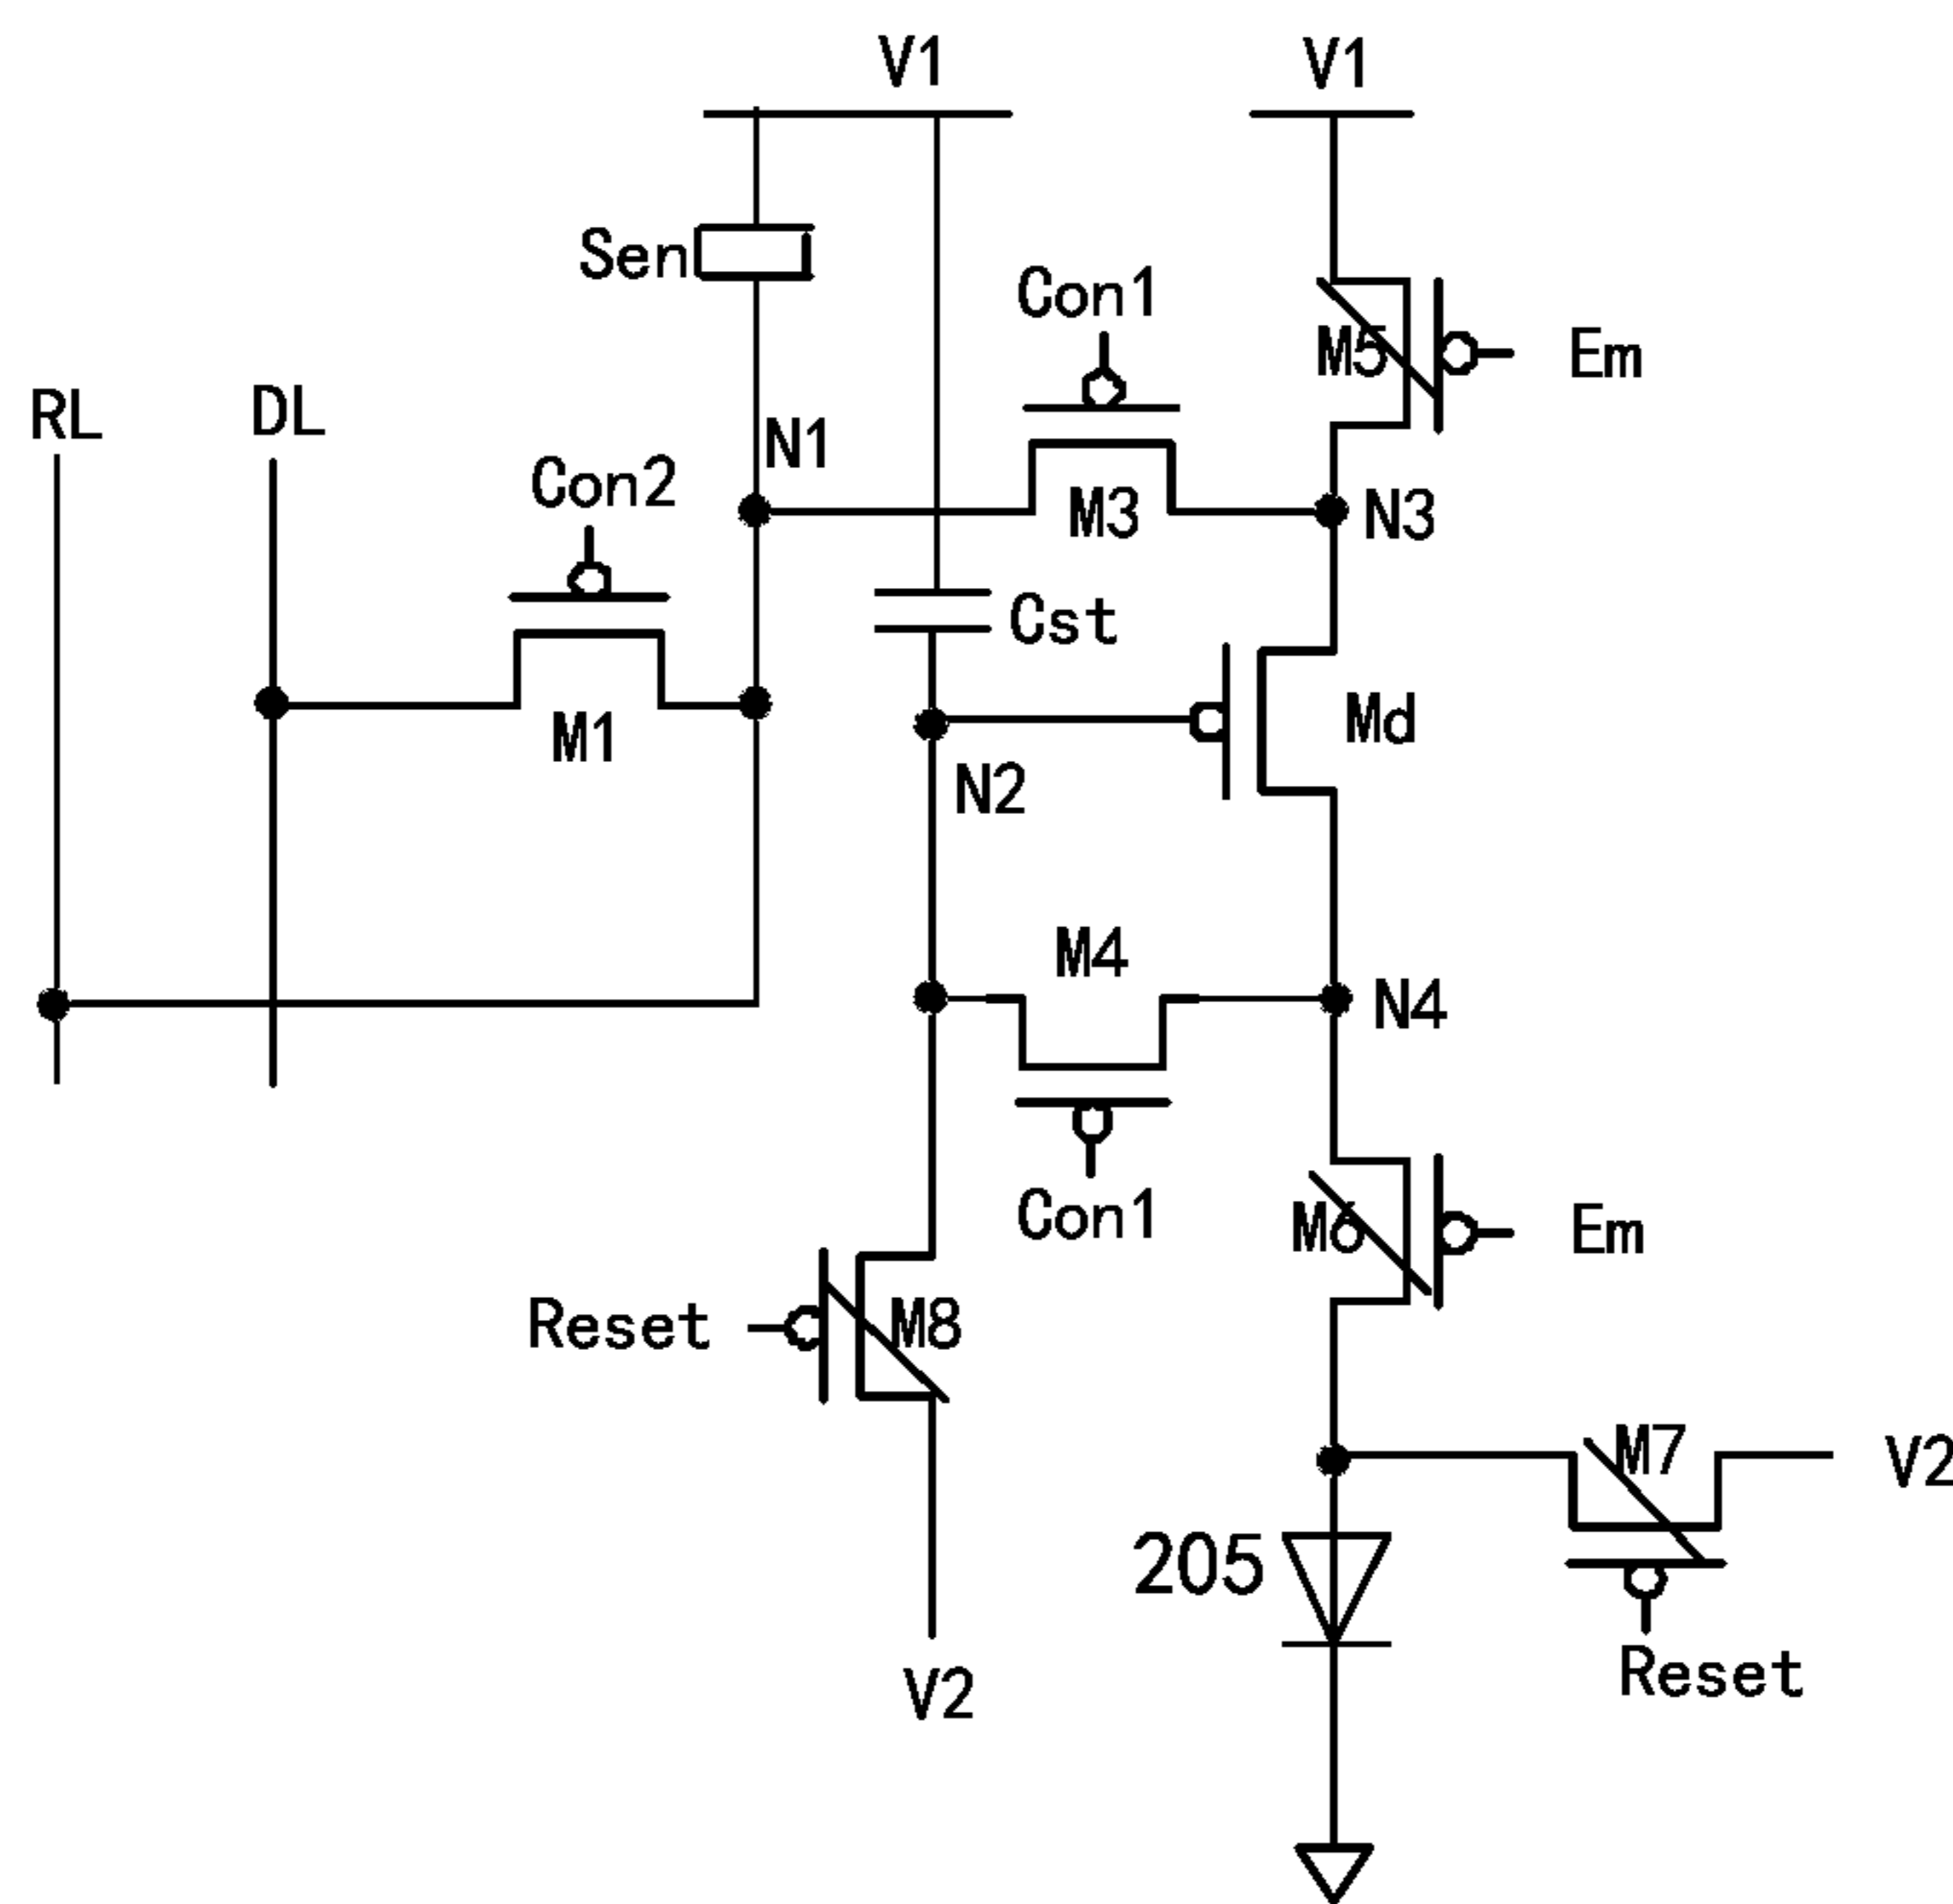 V1
V1
Sen
Con1
M5
Em
RL
DL
N1
Con2
M3
N3
Cst
M1
Md
N2
M4
N4
Con1
M6
Em
Reset
M8
M7
V2
205
Reset
V2